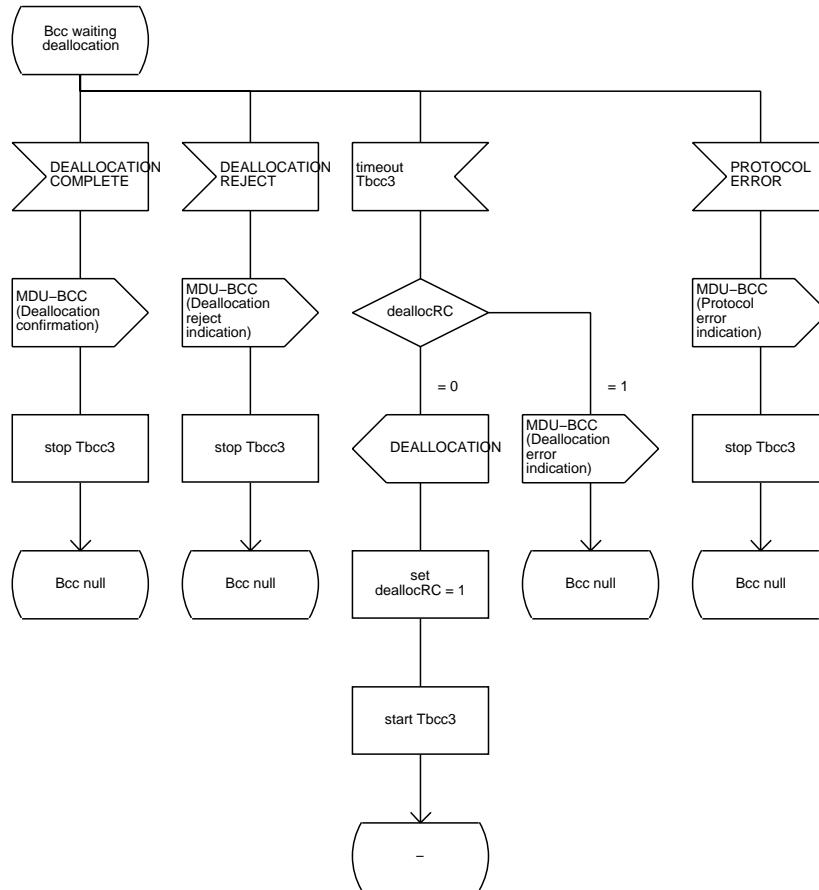 Bcc waiting
deallocation
DEALLOCATION
COMPLETE
DEALLOCATION
REJECT
timeout
Tbcc3
PROTOCOL
ERROR
MDU−BCC
(Deallocation
confirmation)
MDU−BCC
(Deallocation
reject
indication)
deallocRC
MDU−BCC
(Protocol
error
indication)
= 0
= 1
stop Tbcc3
stop Tbcc3
DEALLOCATION
MDU−BCC
(Deallocation
error
indication)
stop Tbcc3
Bcc null
Bcc null
set
deallocRC = 1
Bcc null
Bcc null
start Tbcc3
−